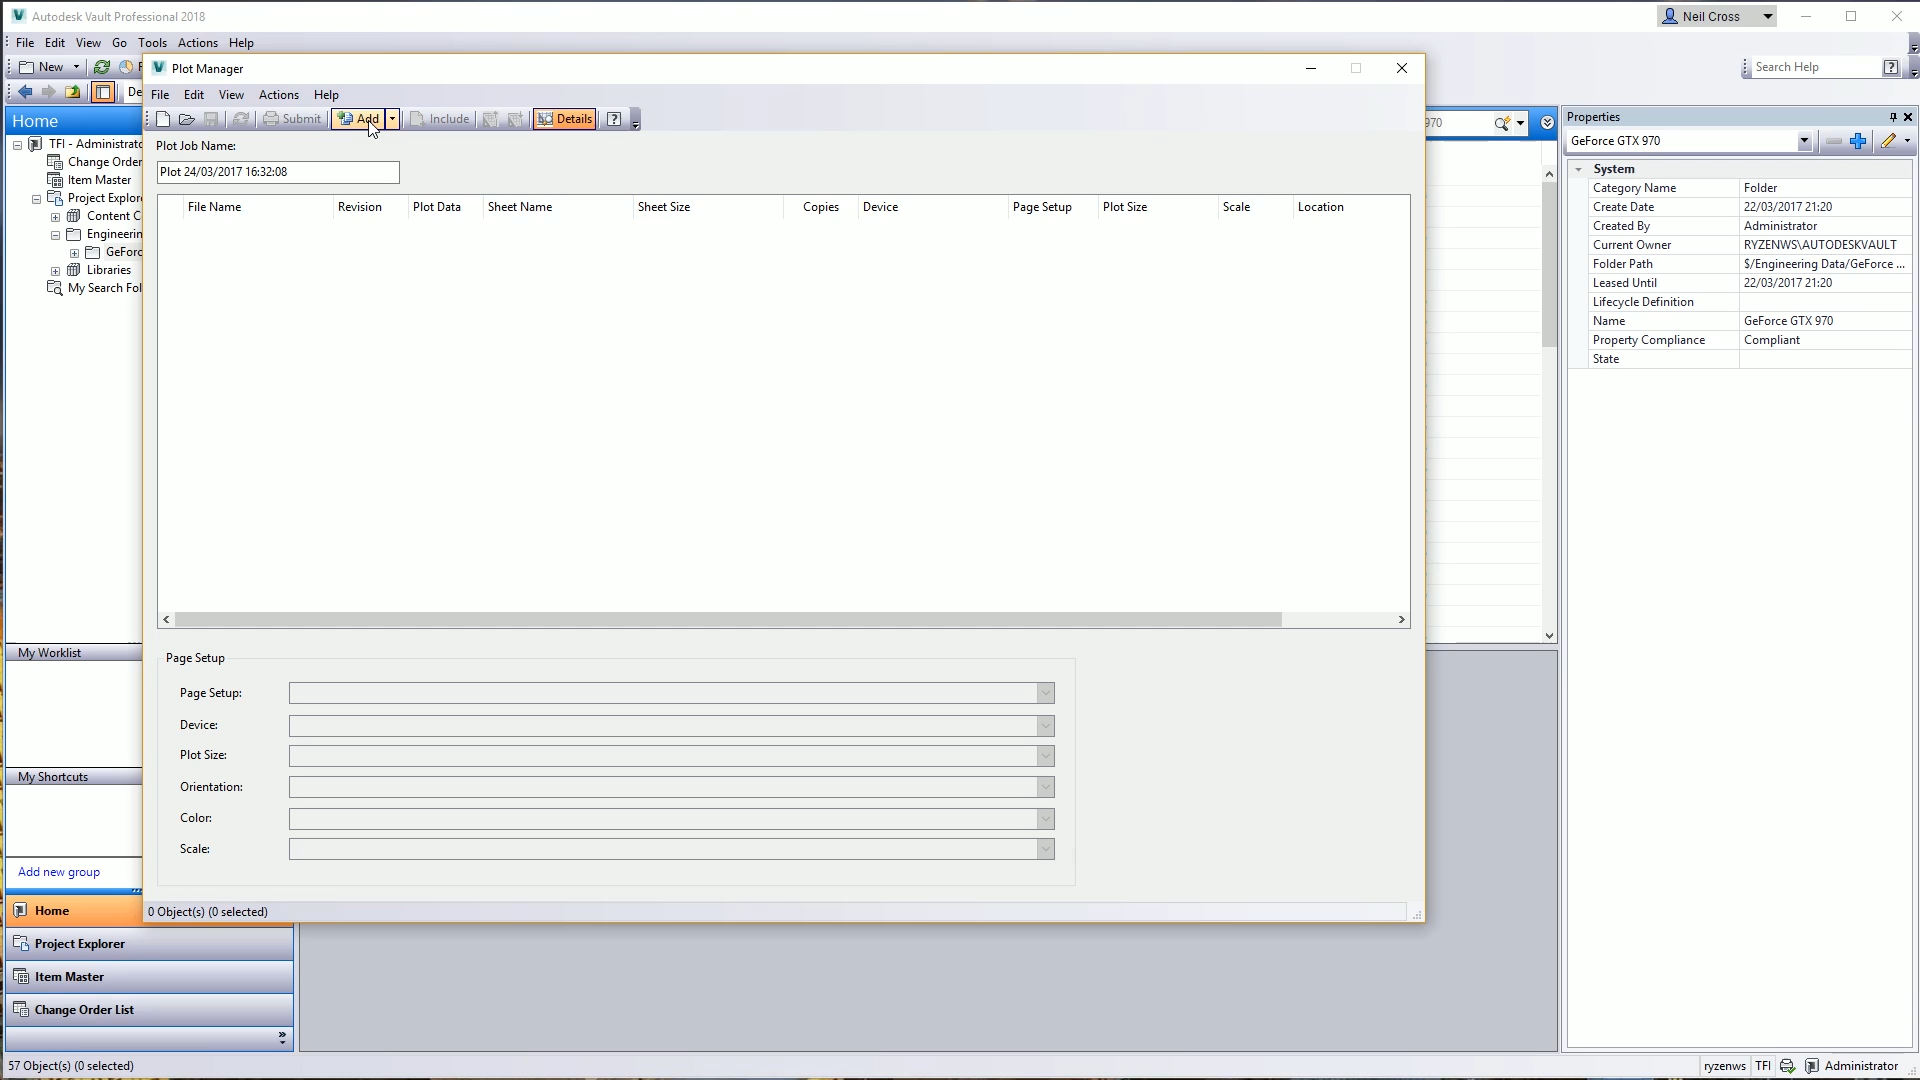 Autodesk Vault Professional 2018
Neil Cross
File Edit View Go Tools Actions Help
New
Search Help
Plot Manager
File Edit View Actions Help
Submit Add Include Details
Plot Job Name:
Plot 24/03/2017 16:32:08
File Name Revision Plot Data Sheet Name Sheet Size Copies Device Page Setup Plot Size Scale Location
Page Setup
Page Setup:
Device:
Plot Size:
Orientation:
Color:
Scale:
0 Object(s) (0 selected)
Home
TFI - Administrato
Change Order
Item Master
Project Explor
Content C
Engineerin
GeForc
Libraries
My Search Fol
My Worklist
My Shortcuts
Add new group
Home
Project Explorer
Item Master
Change Order List
970
Properties
GeForce GTX 970
System
Category Name Folder
Create Date 22/03/2017 21:20
Created By Administrator
Current Owner RYZENWS\AUTODESKVAULT
Folder Path $/Engineering Data/GeForce ...
Leased Until 22/03/2017 21:20
Lifecycle Definition
Name GeForce GTX 970
Property Compliance Compliant
State
57 Object(s) (0 selected)
ryzenws TFI Administrator